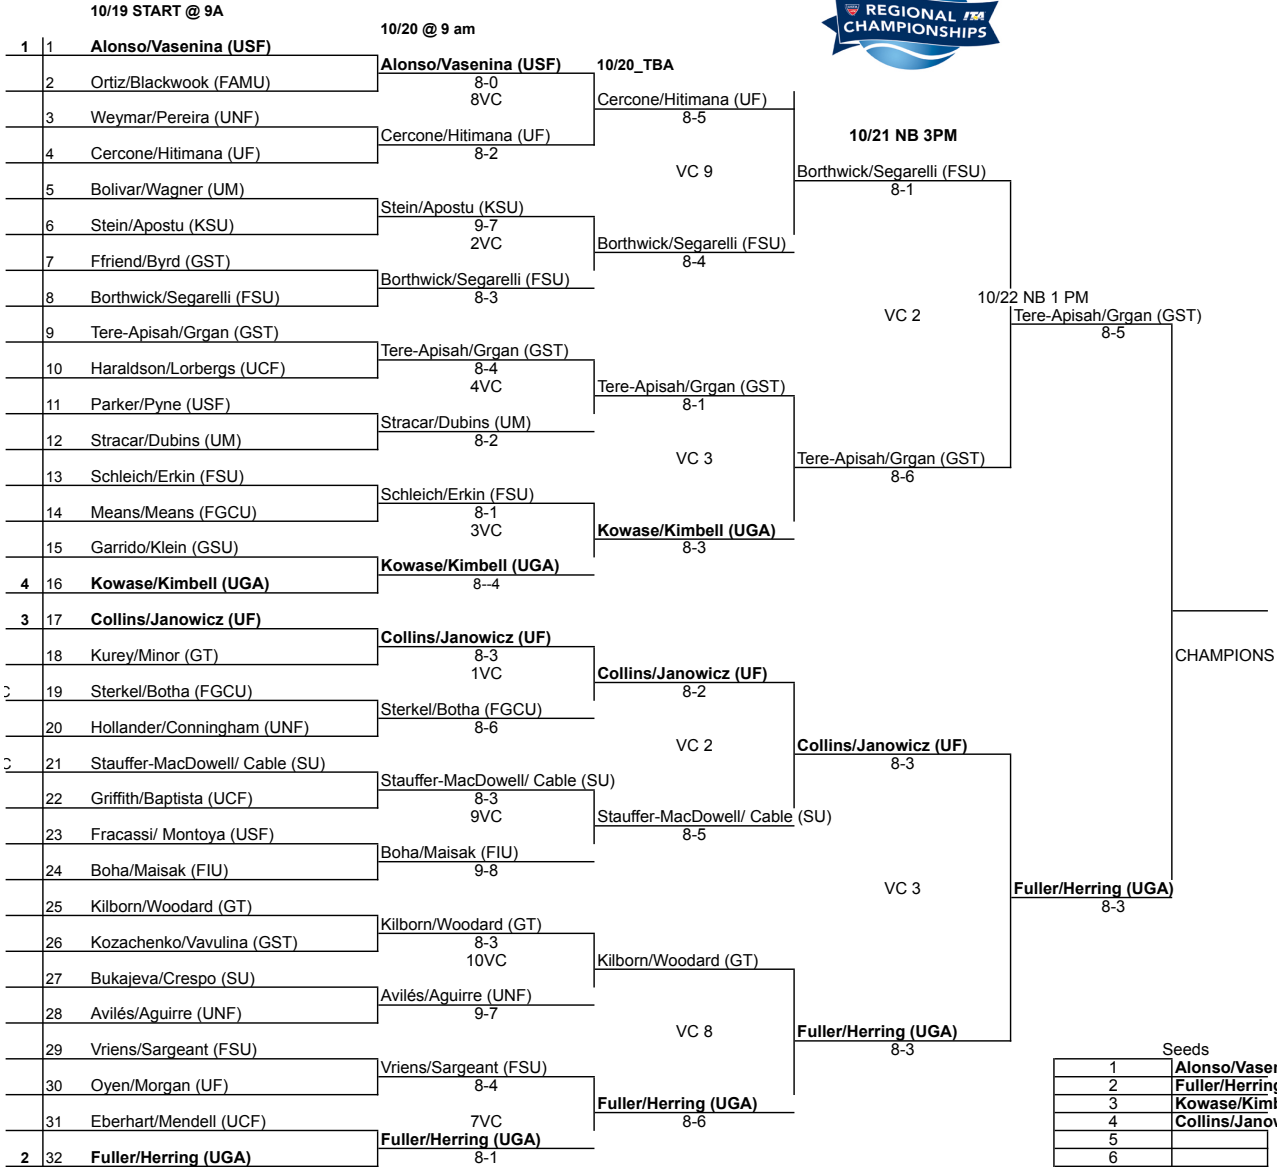 10/19 START @ 9A
10/20 @ 9 am
REGIONAL ITA
CHAMPIONSHIPS
1 1 Alonso/Vasenina (USF)
Alonso/Vasenina (USF)
10/20_TBA
2 Ortiz/Blackwook (FAMU)
8-0
8VC
Cercone/Hitimana (UF)
8-5
3 Weymar/Pereira (UNF)
Cercone/Hitimana (UF)
10/21 NB 3PM
4 Cercone/Hitimana (UF)
8-2
VC 9
Borthwick/Segarelli (FSU)
8-1
5 Bolivar/Wagner (UM)
Stein/Apostu (KSU)
6 Stein/Apostu (KSU)
9-7
2VC
Borthwick/Segarelli (FSU)
8-4
7 Ffriend/Byrd (GST)
Borthwick/Segarelli (FSU)
8 Borthwick/Segarelli (FSU)
8-3
10/22 NB 1 PM
VC 2
Tere-Apisah/Grgan (GST)
8-5
9 Tere-Apisah/Grgan (GST)
Tere-Apisah/Grgan (GST)
10 Haraldson/Lorbergs (UCF)
8-4
4VC
Tere-Apisah/Grgan (GST)
8-1
11 Parker/Pyne (USF)
Stracar/Dubins (UM)
12 Stracar/Dubins (UM)
8-2
VC 3
Tere-Apisah/Grgan (GST)
8-6
13 Schleich/Erkin (FSU)
Schleich/Erkin (FSU)
14 Means/Means (FGCU)
8-1
3VC
Kowase/Kimbell (UGA)
8-3
15 Garrido/Klein (GSU)
Kowase/Kimbell (UGA)
4 16 Kowase/Kimbell (UGA)
8--4
3 17 Collins/Janowicz (UF)
Collins/Janowicz (UF)
18 Kurey/Minor (GT)
8-3
CHAMPIONS
1VC
Collins/Janowicz (UF)
8-2
19 Sterkel/Botha (FGCU)
Sterkel/Botha (FGCU)
20 Hollander/Conningham (UNF)
8-6
VC 2
Collins/Janowicz (UF)
8-3
C 21 Stauffer-MacDowell/ Cable (SU)
Stauffer-MacDowell/ Cable (SU)
22 Griffith/Baptista (UCF)
8-3
9VC
Stauffer-MacDowell/ Cable (SU)
8-5
23 Fracassi/ Montoya (USF)
Boha/Maisak (FIU)
24 Boha/Maisak (FIU)
9-8
VC 3
Fuller/Herring (UGA)
8-3
25 Kilborn/Woodard (GT)
Kilborn/Woodard (GT)
26 Kozachenko/Vavulina (GST)
8-3
10VC
Kilborn/Woodard (GT)
27 Bukajeva/Crespo (SU)
Avilés/Aguirre (UNF)
28 Avilés/Aguirre (UNF)
9-7
VC 8
Fuller/Herring (UGA)
8-3
29 Vriens/Sargeant (FSU)
Vriens/Sargeant (FSU)
30 Oyen/Morgan (UF)
8-4
Fuller/Herring (UGA)
8-6
31 Eberhart/Mendell (UCF)
7VC
Fuller/Herring (UGA)
2 32 Fuller/Herring (UGA)
8-1
Seeds
1 Alonso/Vaser
2 Fuller/Herring
3 Kowase/Kimb
4 Collins/Janow
5
6